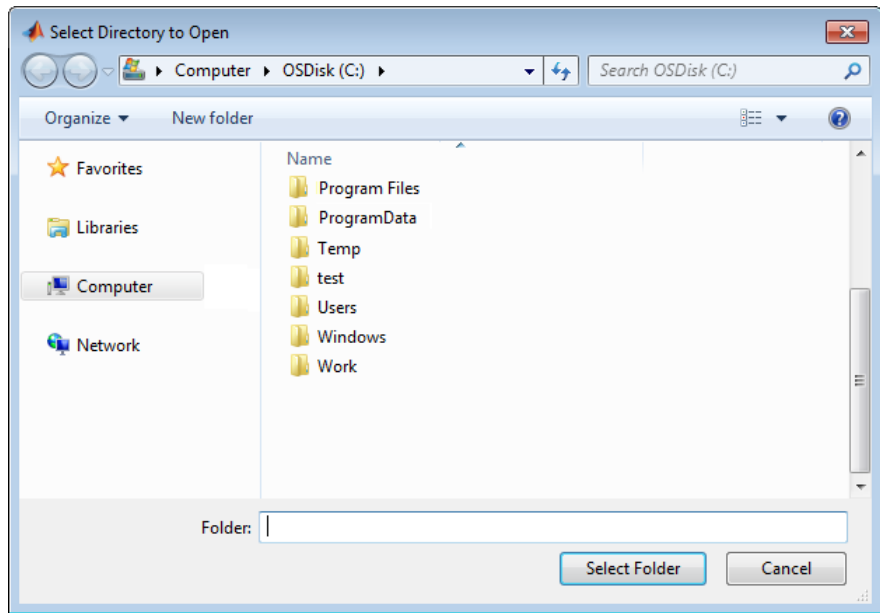 Select Directory to Open
Computer OSDisk (C:) Search OSDisk (C:)
Organize New folder
Favorites
Libraries
Computer
Network
Name
Program Files
ProgramData
Temp
test
Users
Windows
Work
Folder:
Select Folder Cancel